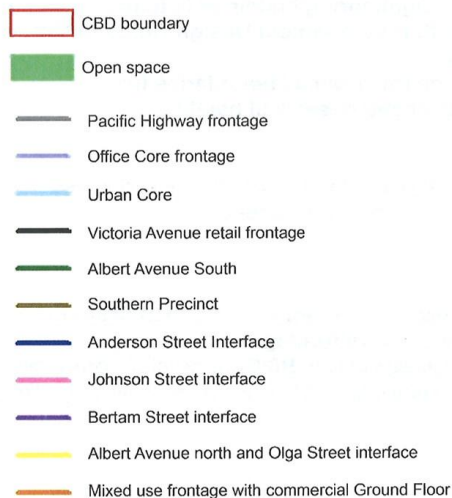 CBD boundary
Open space
Pacific Highway frontage
Office Core frontage
Urban Core
Victoria Avenue retail frontage
Albert Avenue South
Southern Precinct
Anderson Street Interface
Johnson Street interface
Bertam Street interface
Albert Avenue north and Olga Street interface
Mixed use frontage with commercial Ground Floor